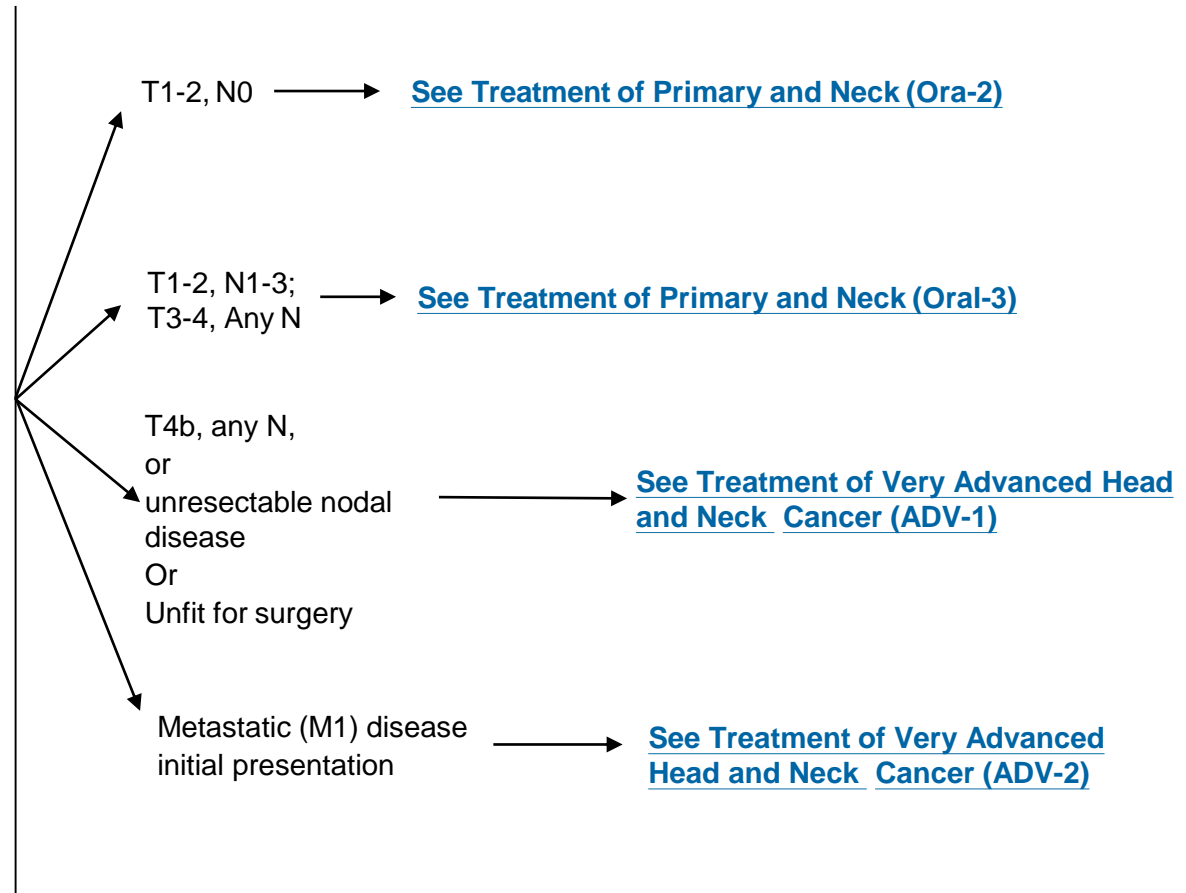 T1-2, N0
See Treatment of Primary and Neck (Ora-2)
T1-2, N1-3;
T3-4, Any N
See Treatment of Primary and Neck (Oral-3)
T4b, any N,
or
unresectable nodal
disease
Or
Unfit for surgery
See Treatment of Very Advanced Head
and Neck Cancer (ADV-1)
Metastatic (M1) disease
initial presentation
See Treatment of Very Advanced
Head and Neck Cancer (ADV-2)